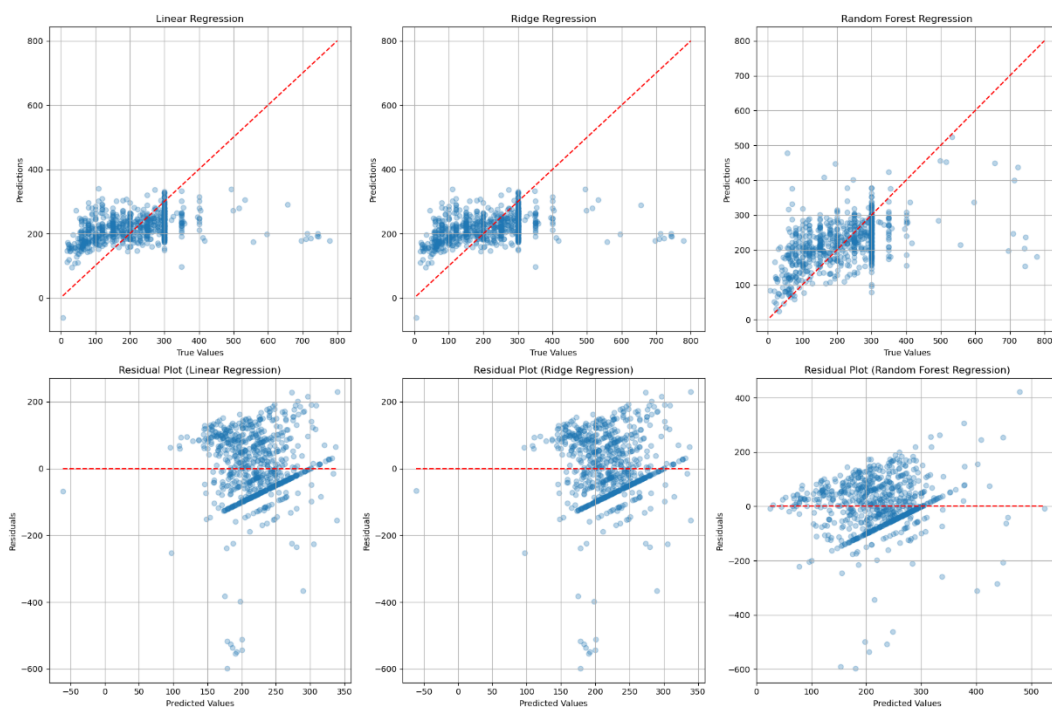 Linear Regression
800
600
400
200
0
Predictions
0 100 200 300 400 500 600 700 800
True Values
Ridge Regression
800
600
400
200
0
Predictions
0 100 200 300 400 500 600 700 800
True Values
Random Forest Regression
800
700
600
500
400
300
200
100
0
Predictions
0 100 200 300 400 500 600 700 800
True Values
Residual Plot (Linear Regression)
200
0
−200
−400
−600
Residuals
−50 0 50 100 150 200 250 300 350
Predicted Values
Residual Plot (Ridge Regression)
200
0
−200
−400
−600
Residuals
−50 0 50 100 150 200 250 300 350
Predicted Values
Residual Plot (Random Forest Regression)
400
200
0
−200
−400
−600
Residuals
0 100 200 300 400 500
Predicted Values